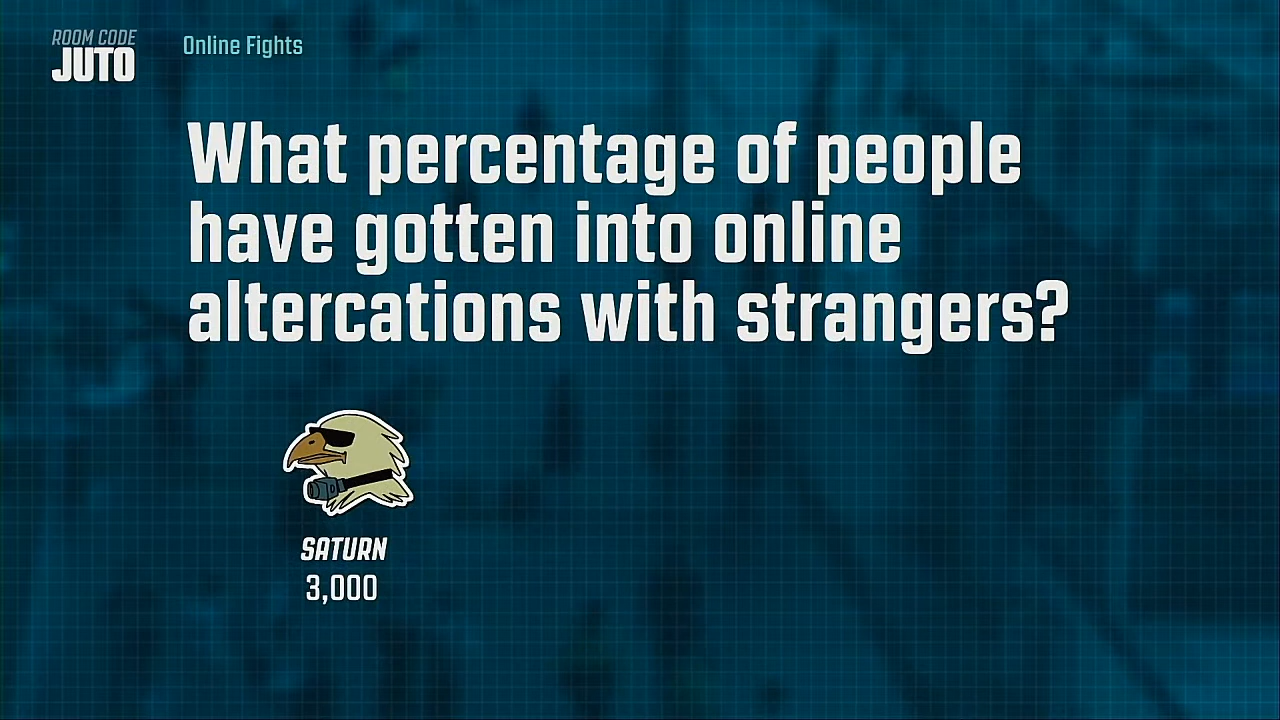 ROOM CODE
JUTO
Online Fights
What percentage of people
have gotten into online
altercations with strangers?
SATURN
3,000